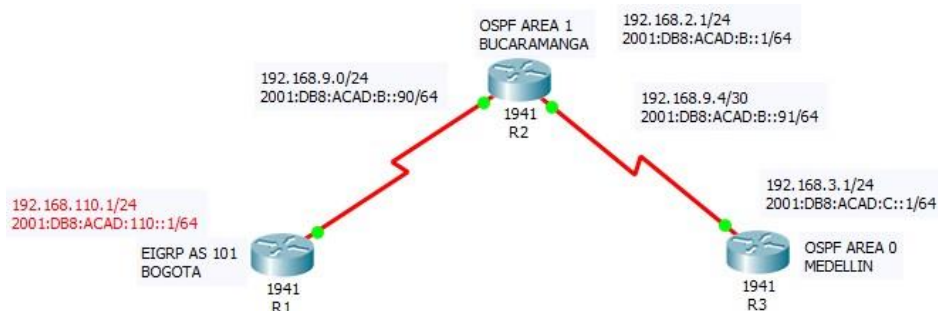 OSPF AREA 1
BUCARAMANGA
192.168.2.1/24
2001:DB8:ACAD:B::1/64
192.168.9.0/24
2001:DB8:ACAD:B::90/64
1941
R2
192.168.9.4/30
2001:DB8:ACAD:B::91/64
192.168.110.1/24
2001:DB8:ACAD:110::1/64
192.168.3.1/24
2001:DB8:ACAD:C::1/64
EIGRP AS 101
BOGOTA
1941
R1
OSPF AREA 0
MEDELLIN
1941
R3